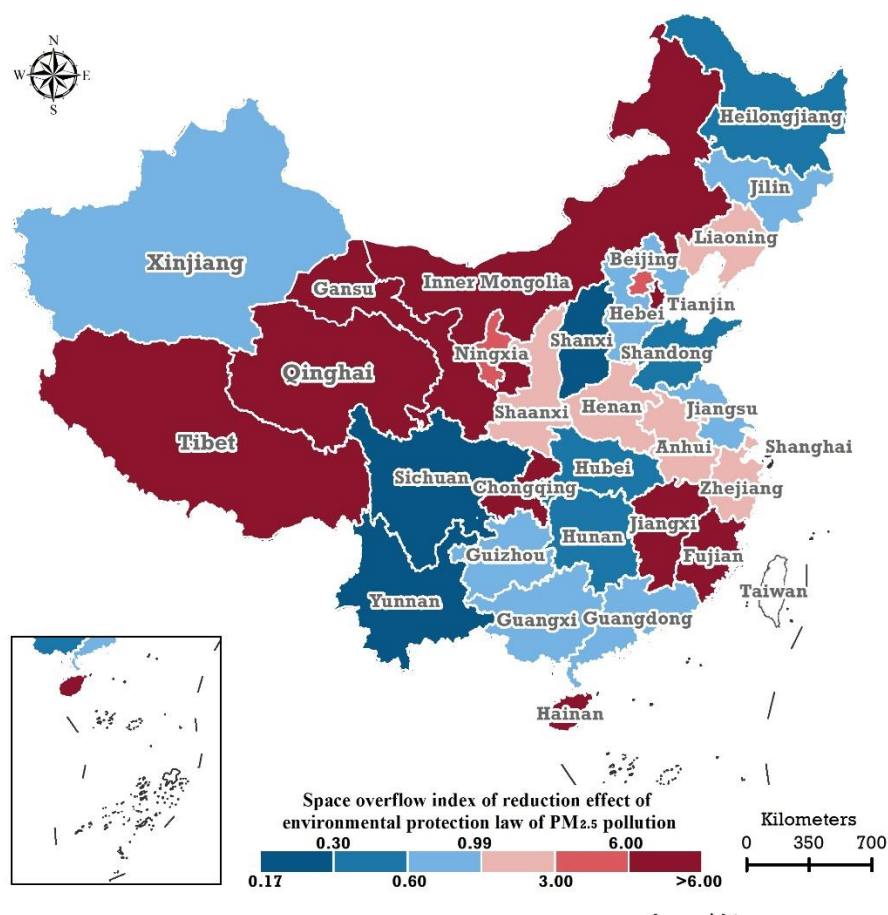 N
W E
S
Heilongjiang
Jilin
Liaoning
Beijing
Xinjiang
Gansu
Inner Mongolia
Tianjin
Hebei
Shanxi
Ningxia
Shandong
Qinghai
Shaanxi
Henan
Jiangsu
Tibet
Anhui
Shanghai
Sichuan
Hubei
Chongqing
Zhejiang
Hunan
Jiangxi
Guizhou
Fujian
Yunnan
Taiwan
Guangxi
Guangdong
Hainan
Space overflow index of reduction effect of
environmental protection law of PM2.5 pollution
0.30 0.99 6.00
0.17 0.60 3.00 >6.00
Kilometers
0 350 700